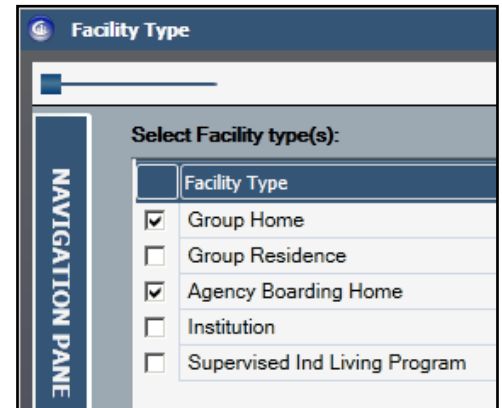 Facility Type
Select Facility type(s):
NAVIGATION PANE
Facility Type
Group Home
Group Residence
Agency Boarding Home
Institution
Supervised Ind Living Program